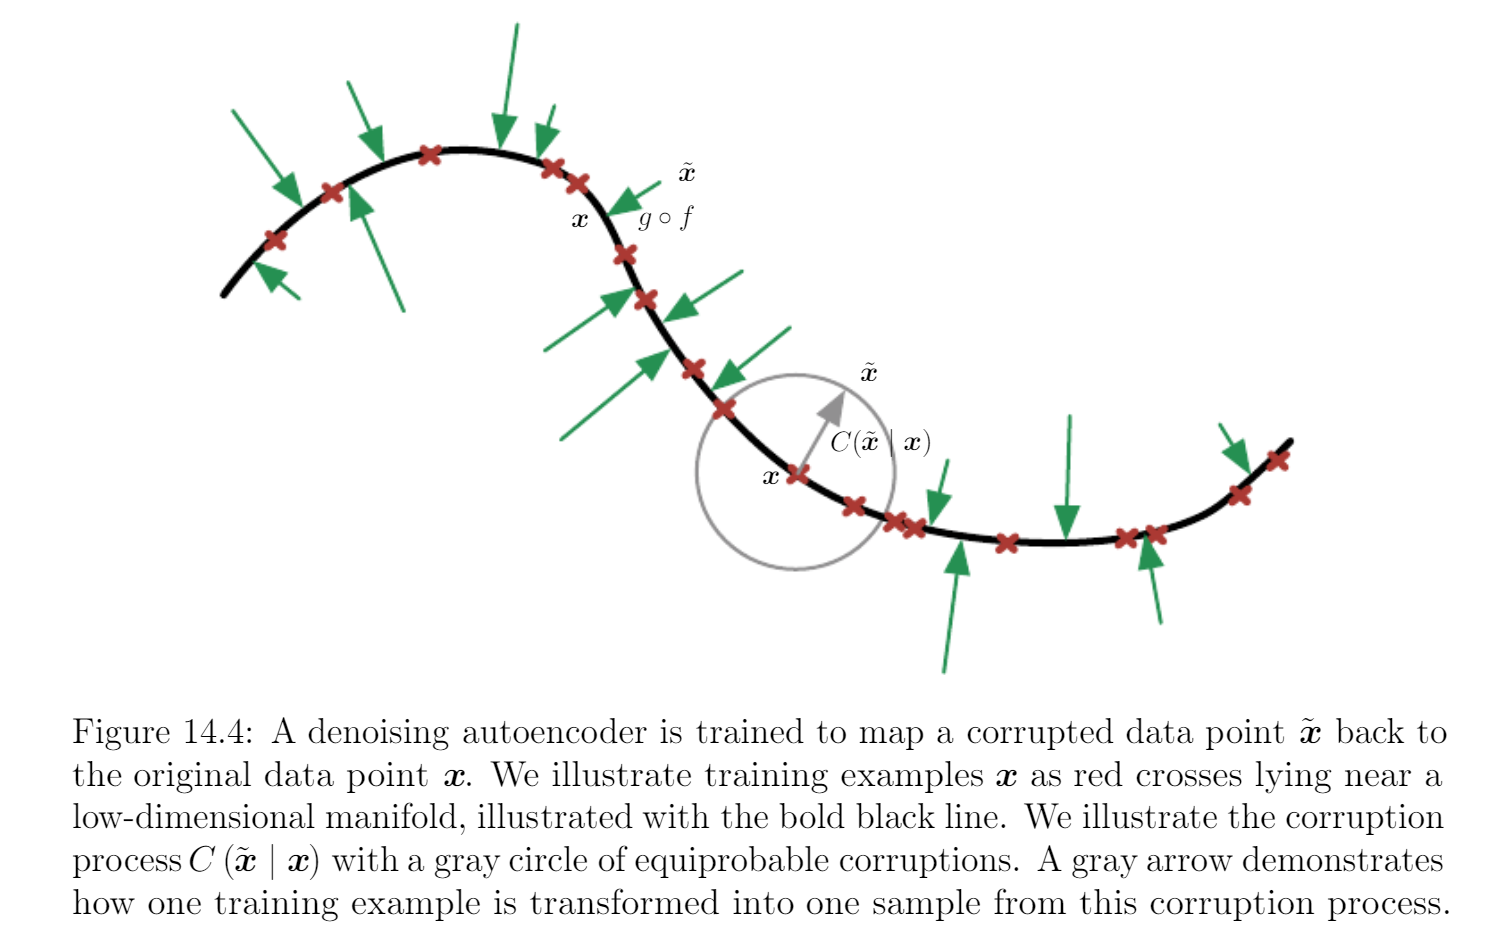 x̃
x
g ∘ f
x̃
C(x̃ | x)
x
Figure 14.4: A denoising autoencoder is trained to map a corrupted data point x̃ back to
the original data point x. We illustrate training examples x as red crosses lying near a
low-dimensional manifold, illustrated with the bold black line. We illustrate the corruption
process C (x̃ | x) with a gray circle of equiprobable corruptions. A gray arrow demonstrates
how one training example is transformed into one sample from this corruption process.